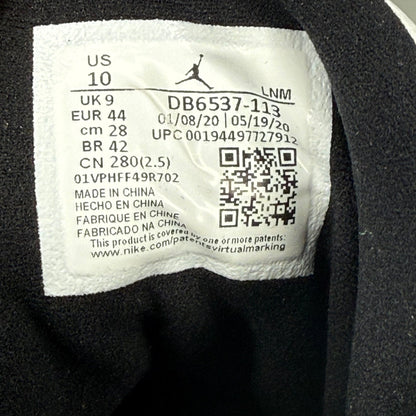 US
10
LNM
UK 9
DB6537-113
EUR 44
01/08/20 | 05/19/20
cm 28
UPC 00194497727912
BR 42
CN 280(2.5)
01VPHFF49R702
MADE IN CHINA
HECHO EN CHINA
FABRIQUE EN CHINE
FABRICADO NA CHINA
This product is covered by one or more patents:
www.nike.com/patentsvirtualmarking